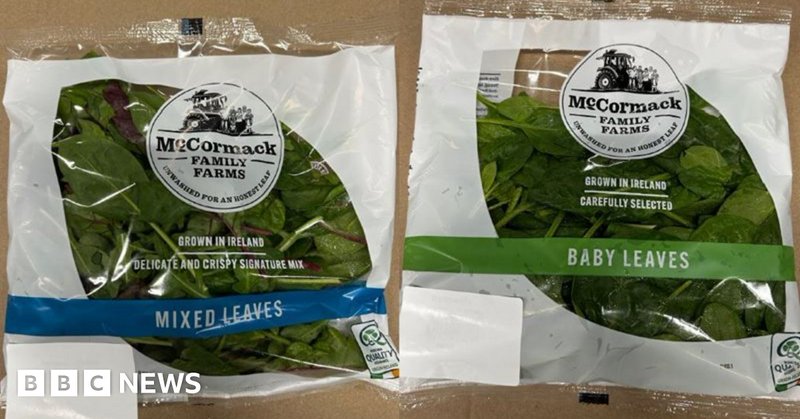 McCormack
FAMILY
FARMS
UNWASHED FOR AN HONEST LEAF
GROWN IN IRELAND
DELICATE AND CRISPY SIGNATURE MIX
MIXED LEAVES
QUALITY
BBC NEWS
McCormack
FAMILY
FARMS
UNWASHED FOR AN HONEST LEAF
GROWN IN IRELAND
CAREFULLY SELECTED
BABY LEAVES